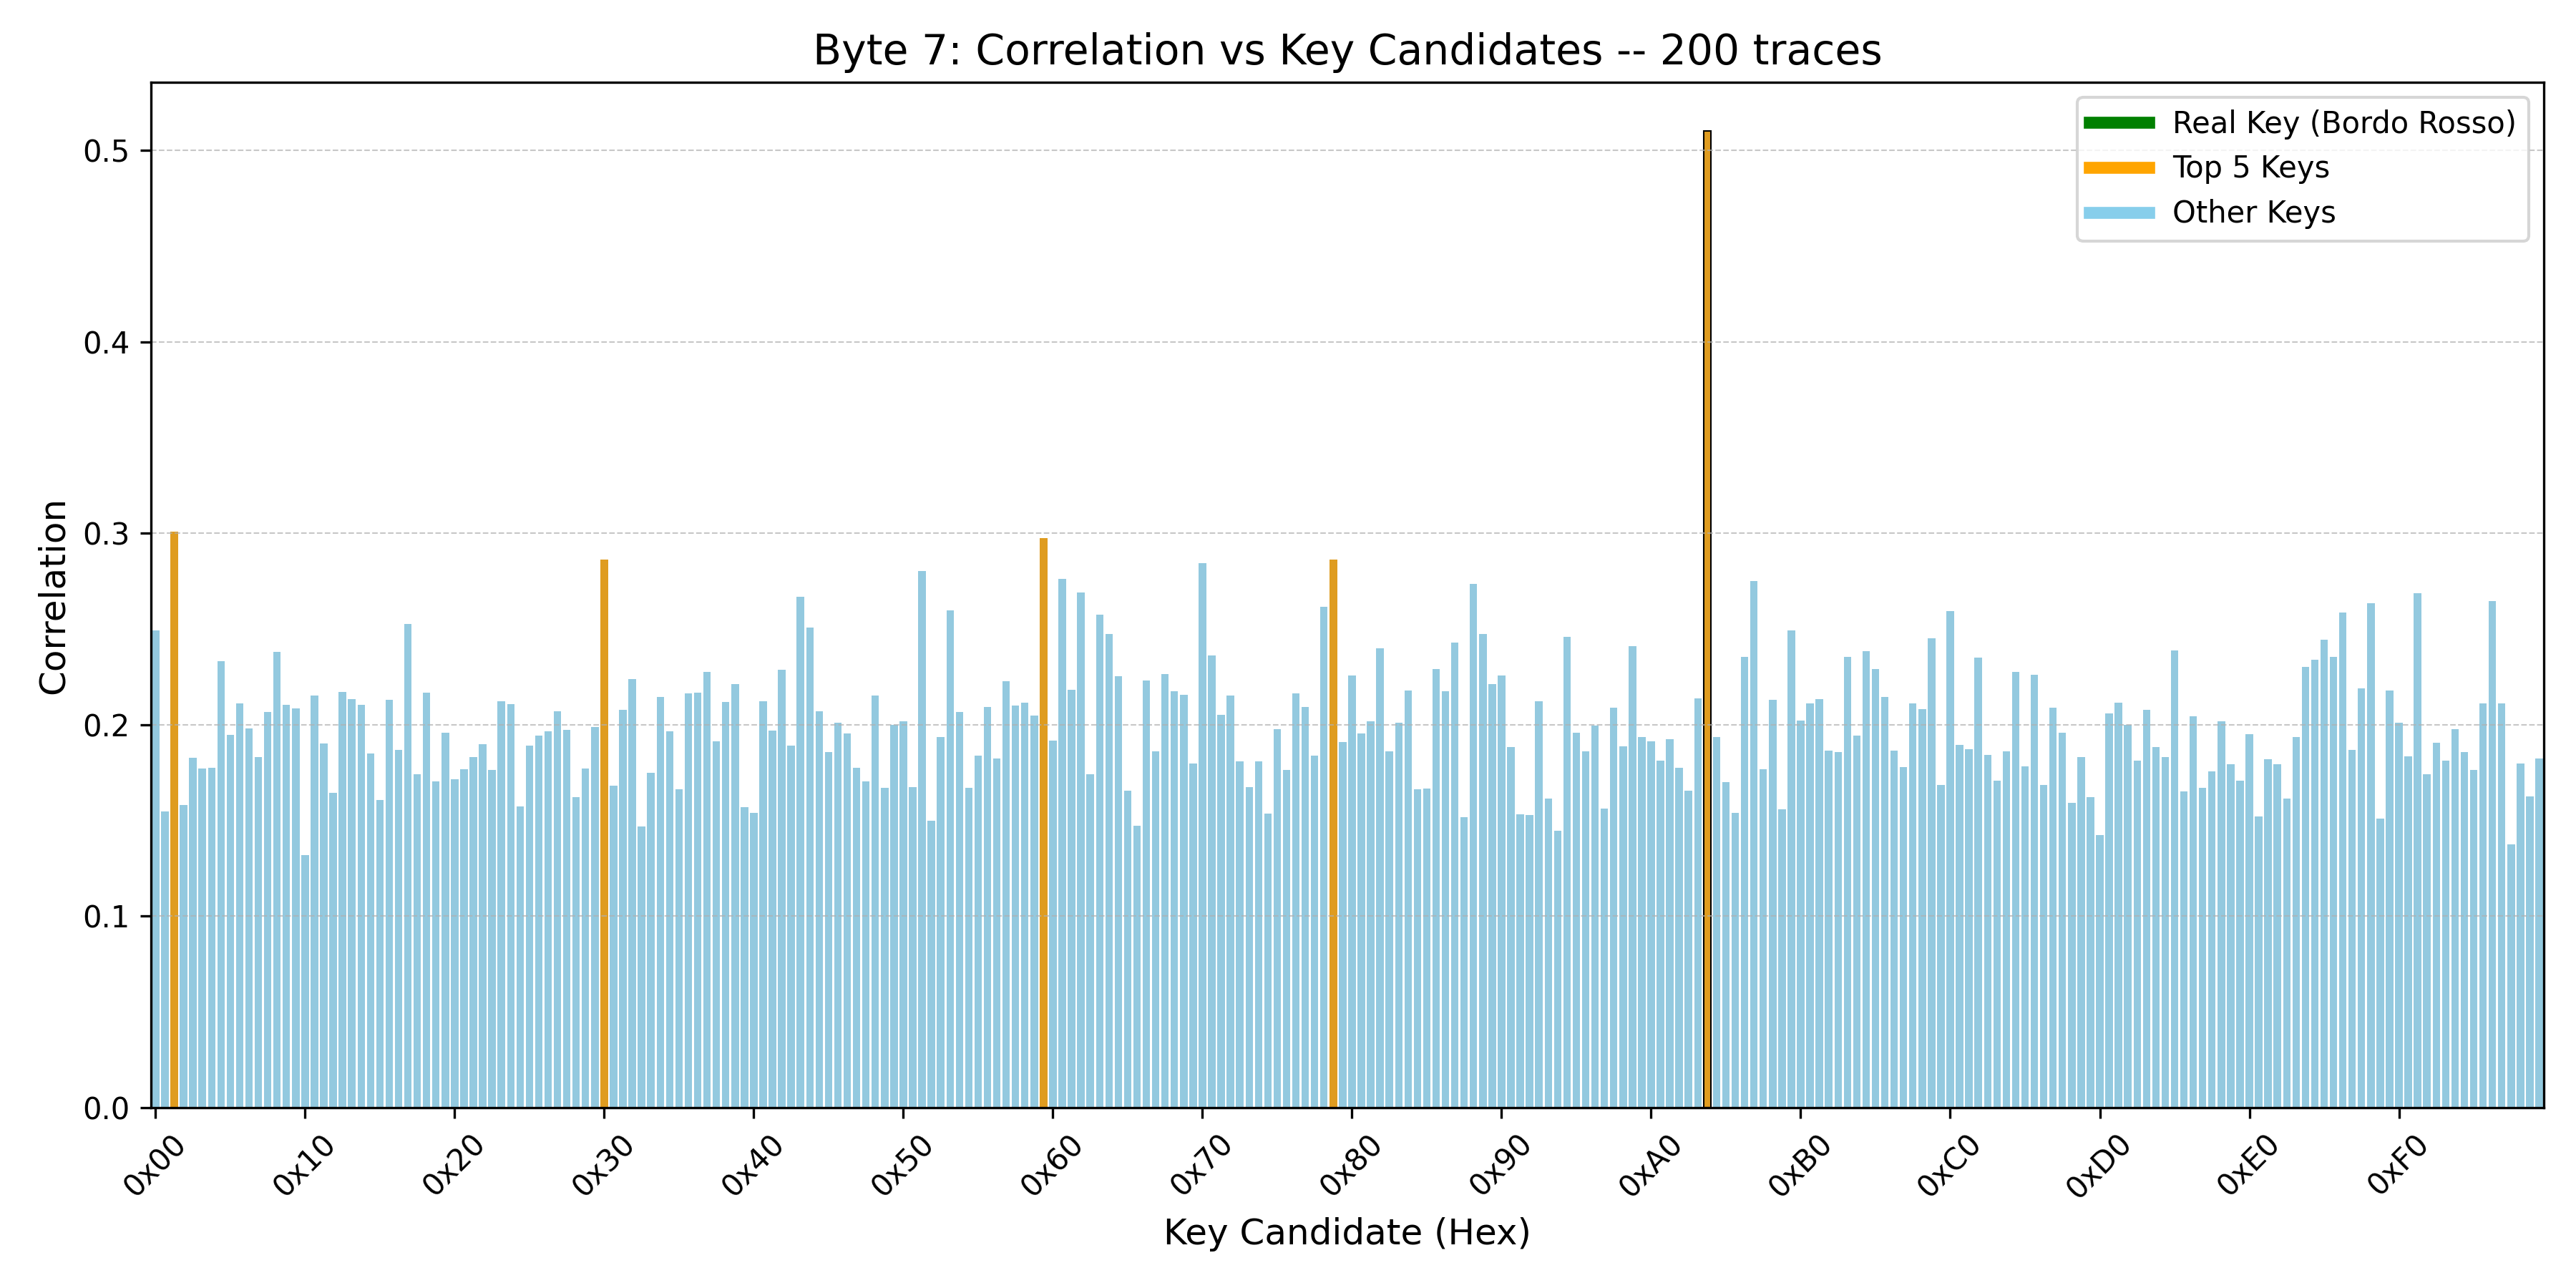 Byte 7: Correlation vs Key Candidates -- 200 traces
Real Key (Bordo Rosso)
Top 5 Keys
Other Keys
Correlation
0.5
0.4
0.3
0.2
0.1
0.0
0x00 0x10 0x20 0x30 0x40 0x50 0x60 0x70 0x80 0x90 0xA0 0xB0 0xC0 0xD0 0xE0 0xF0
Key Candidate (Hex)